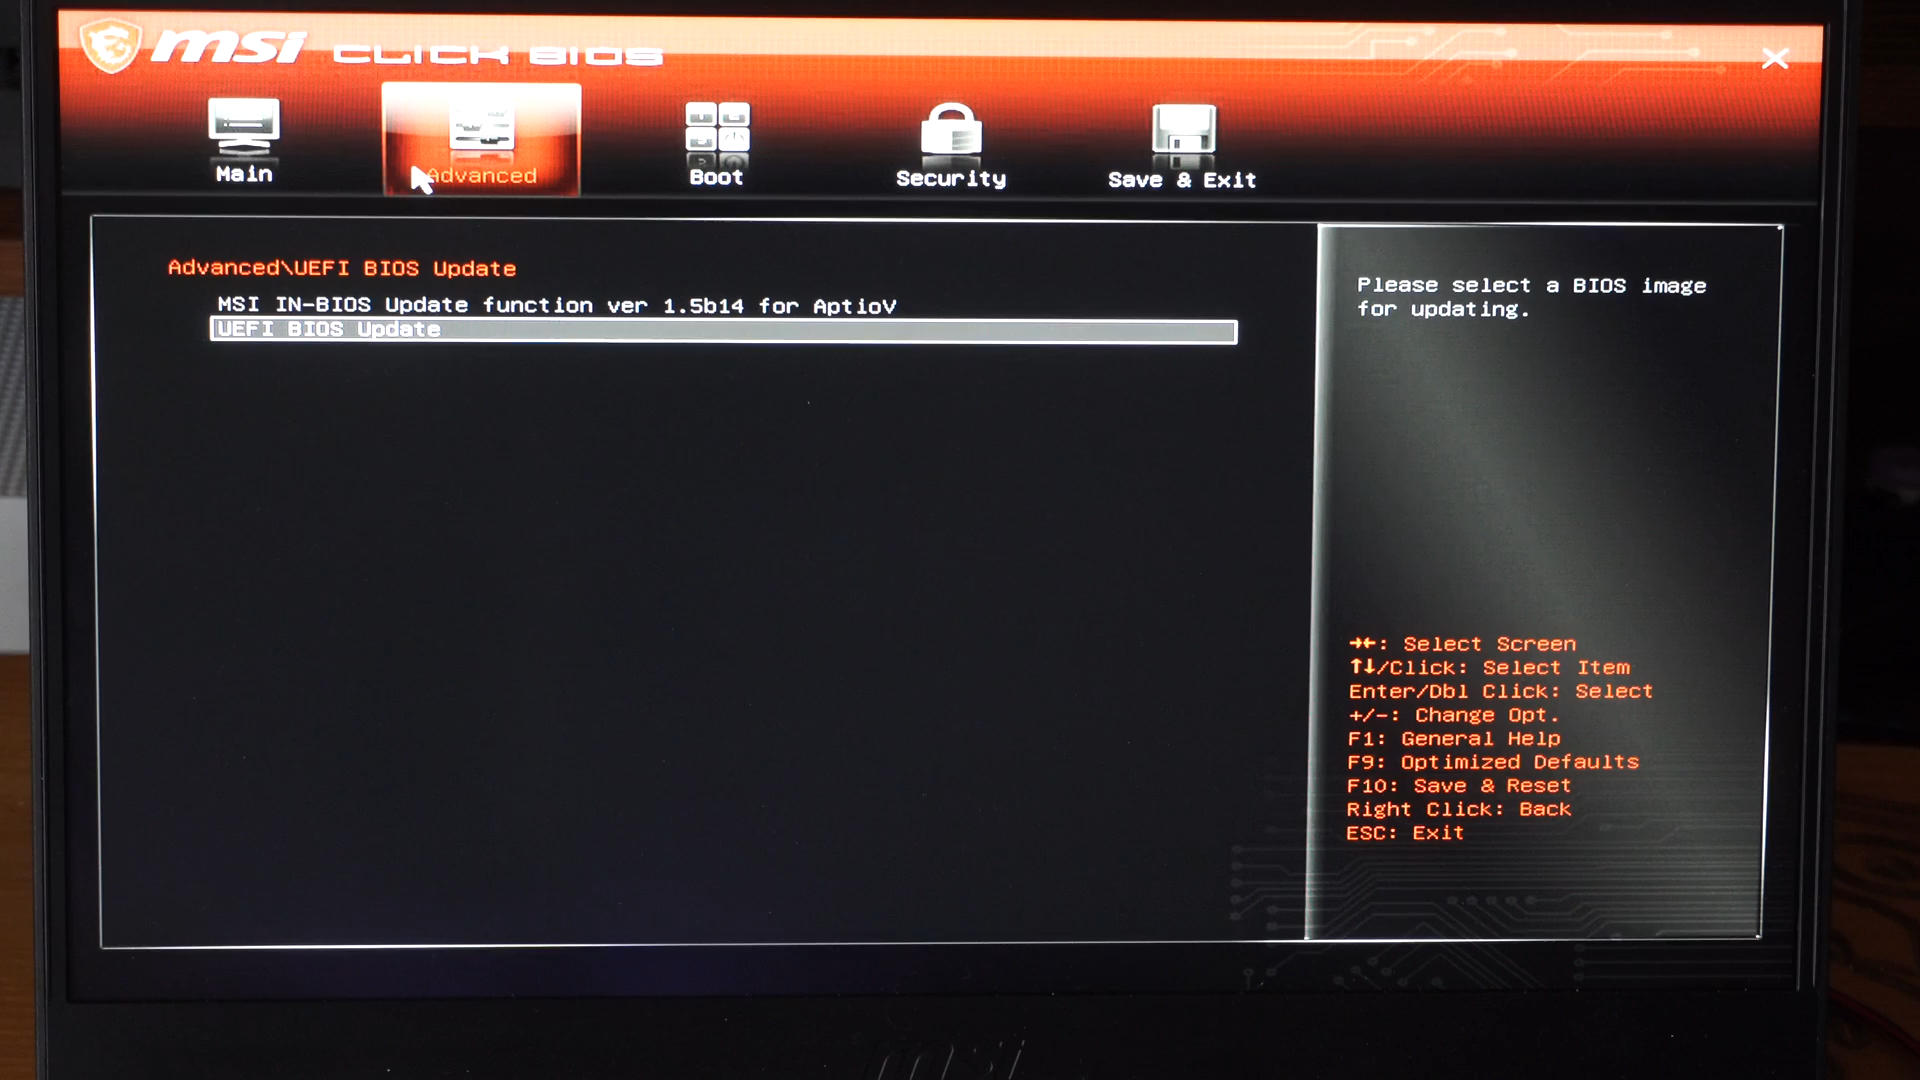 msi CLICK BIOS
Main
Advanced
Boot
Security
Save & Exit
Advanced\UEFI BIOS Update
MSI IN-BIOS Update function ver 1.5b14 for AptioV
UEFI BIOS Update
Please select a BIOS image
for updating.
→←: Select Screen
↑↓/Click: Select Item
Enter/Dbl Click: Select
+/-: Change Opt.
F1: General Help
F9: Optimized Defaults
F10: Save & Reset
Right Click: Back
ESC: Exit
msi